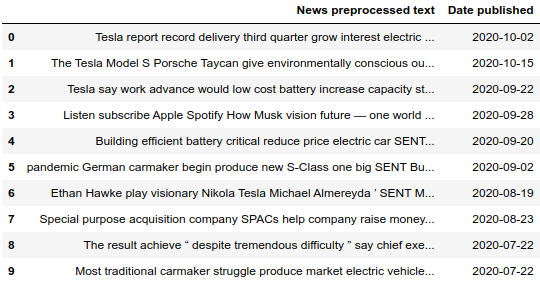 News preprocessed text Date published
0 Tesla report record delivery third quarter grow interest electric ... 2020-10-02
1 The Tesla Model S Porsche Taycan give environmentally conscious ou... 2020-10-15
2 Tesla say work advance would low cost battery increase capacity st... 2020-09-22
3 Listen subscribe Apple Spotify How Musk vision future — one world ... 2020-09-28
4 Building efficient battery critical reduce price electric car SENT... 2020-09-20
5 pandemic German carmaker begin produce new S-Class one big SENT Bu... 2020-09-02
6 Ethan Hawke play visionary Nikola Tesla Michael Almereyda ’ SENT M... 2020-08-19
7 Special purpose acquisition company SPACs help company raise money... 2020-08-23
8 The result achieve “ despite tremendous difficulty ” say chief exe... 2020-07-22
9 Most traditional carmaker struggle produce market electric vehicle... 2020-07-22